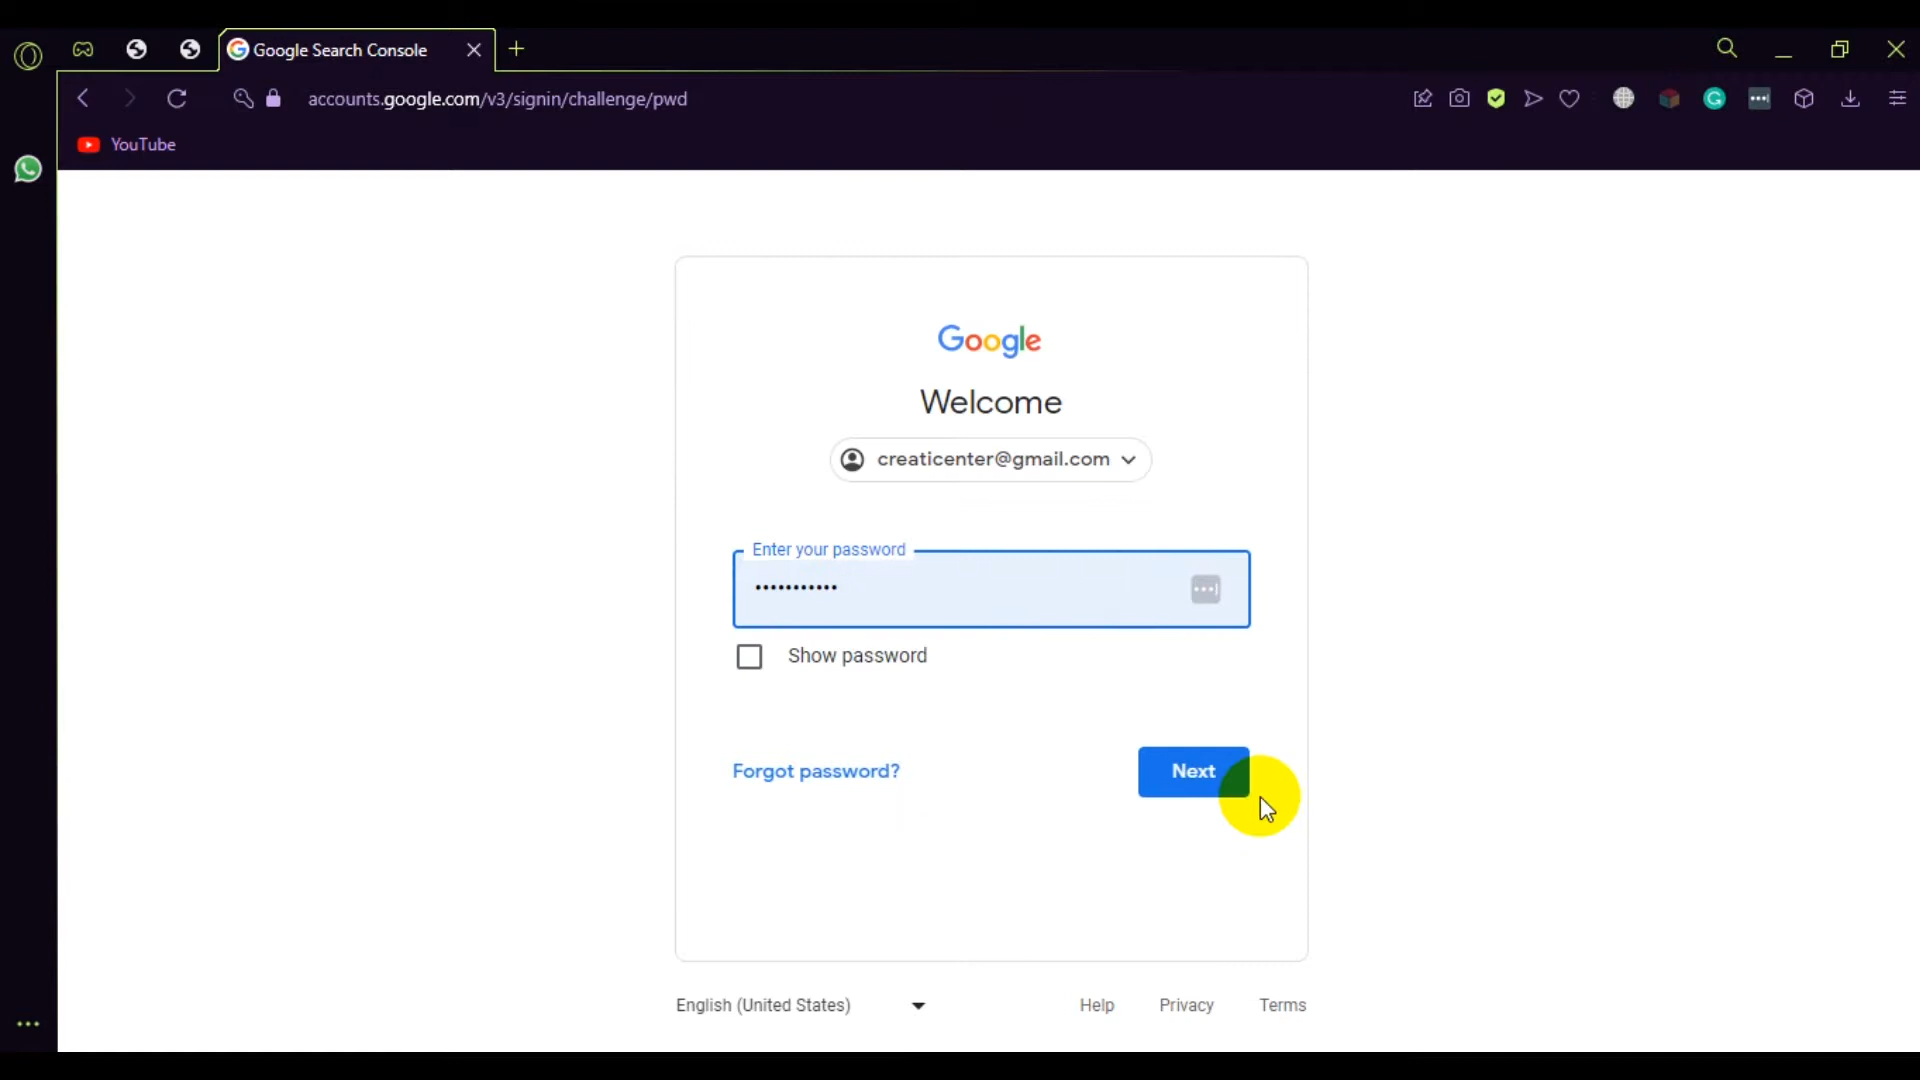 Google Search Console
accounts.google.com/v3/signin/challenge/pwd
YouTube
Google
Welcome
creaticenter@gmail.com
Enter your password
•••••••••••
Show password
Forgot password?
Next
English (United States)
Help
Privacy
Terms